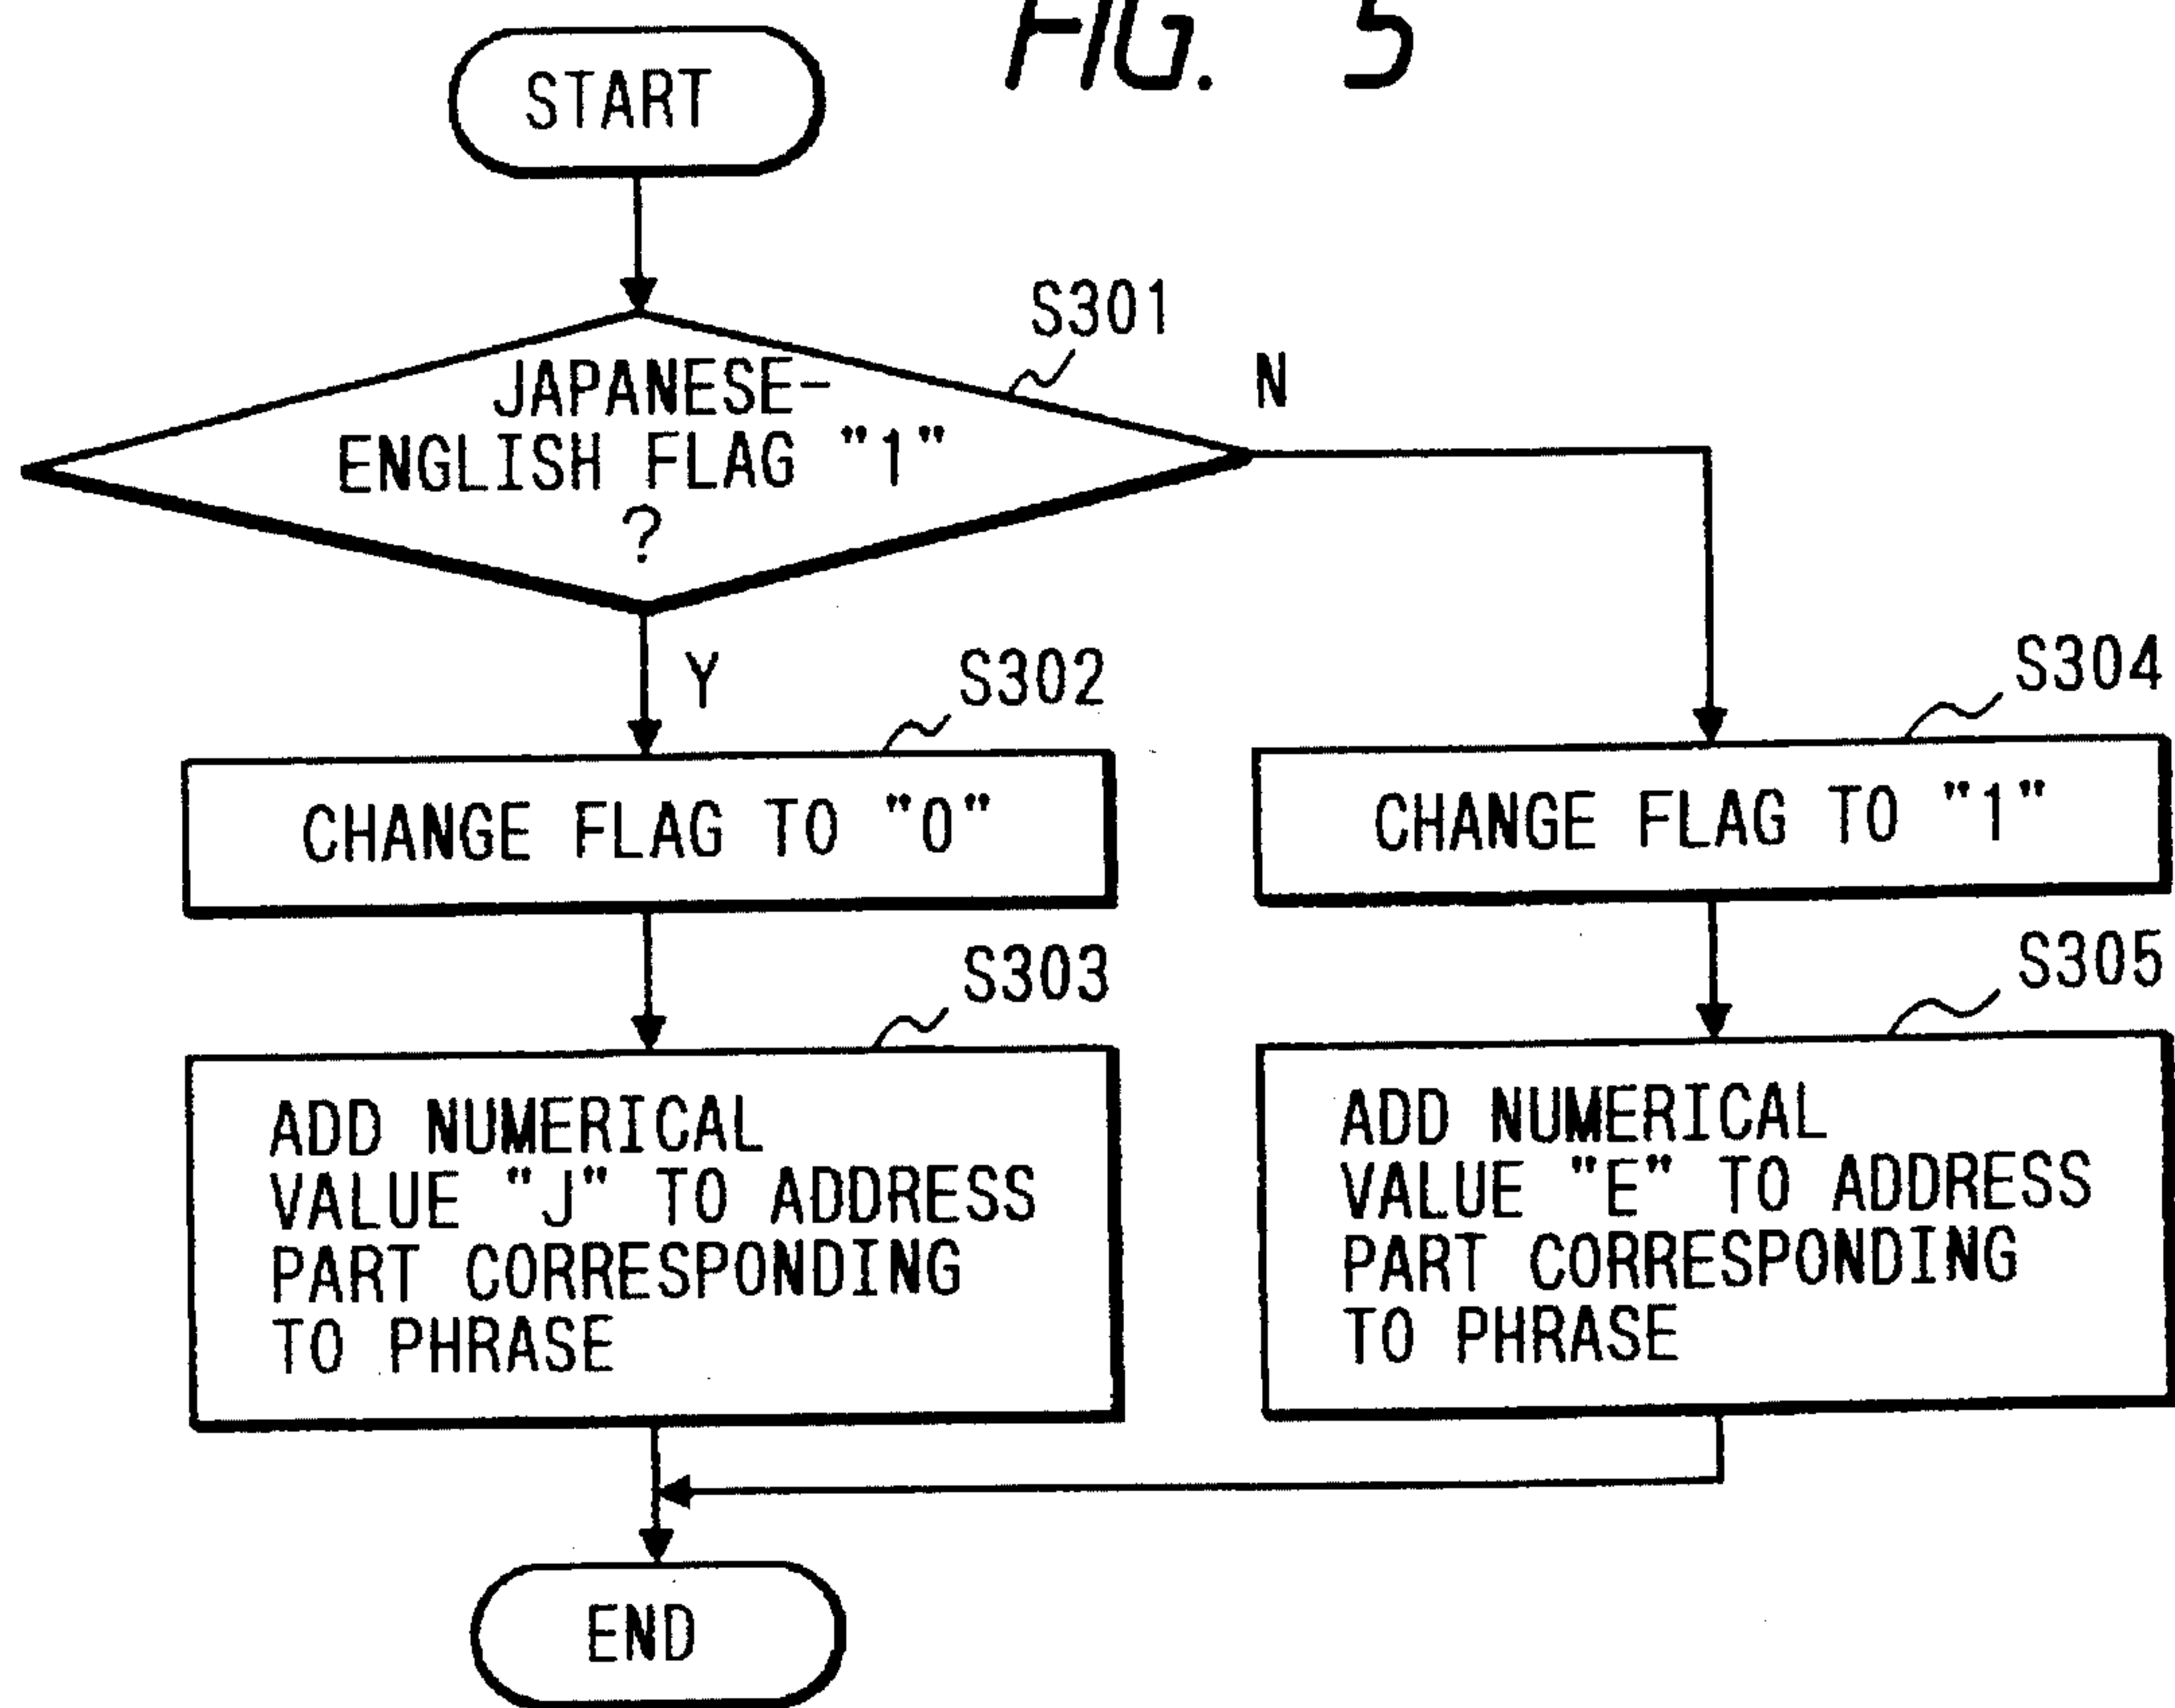 FIG. 5
START
S301
JAPANESE-
ENGLISH FLAG "1"
?
N
Y
S302
CHANGE FLAG TO "0"
S303
ADD NUMERICAL
VALUE "J" TO ADDRESS
PART CORRESPONDING
TO PHRASE
S304
CHANGE FLAG TO "1"
S305
ADD NUMERICAL
VALUE "E" TO ADDRESS
PART CORRESPONDING
TO PHRASE
END